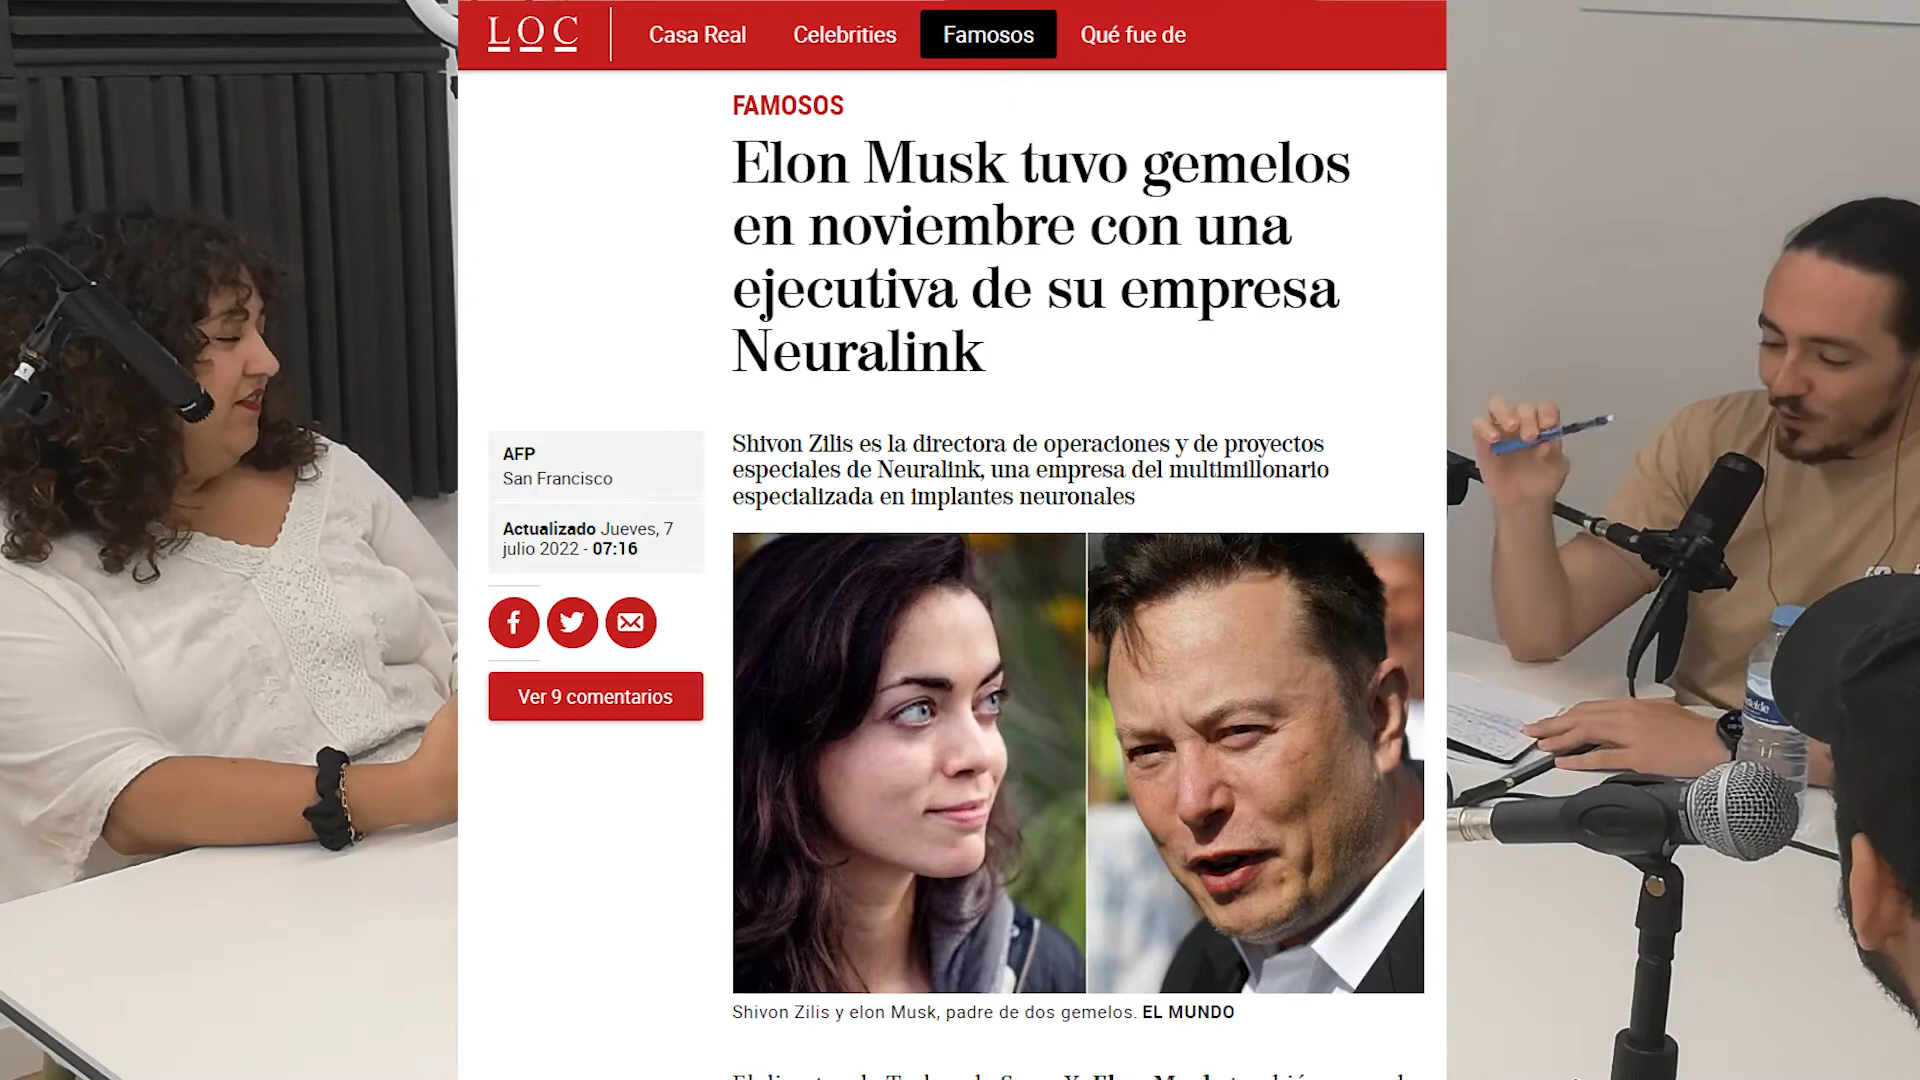 LOC
Casa Real
Celebrities
Famosos
Qué fue de
FAMOSOS
Elon Musk tuvo gemelos
en noviembre con una
ejecutiva de su empresa
Neuralink
AFP
San Francisco
Actualizado Jueves, 7
julio 2022 - 07:16
Ver 9 comentarios
Shivon Zilis es la directora de operaciones y de proyectos
especiales de Neuralink, una empresa del multimillonario
especializada en implantes neuronales
Shivon Zilis y elon Musk, padre de dos gemelos. EL MUNDO